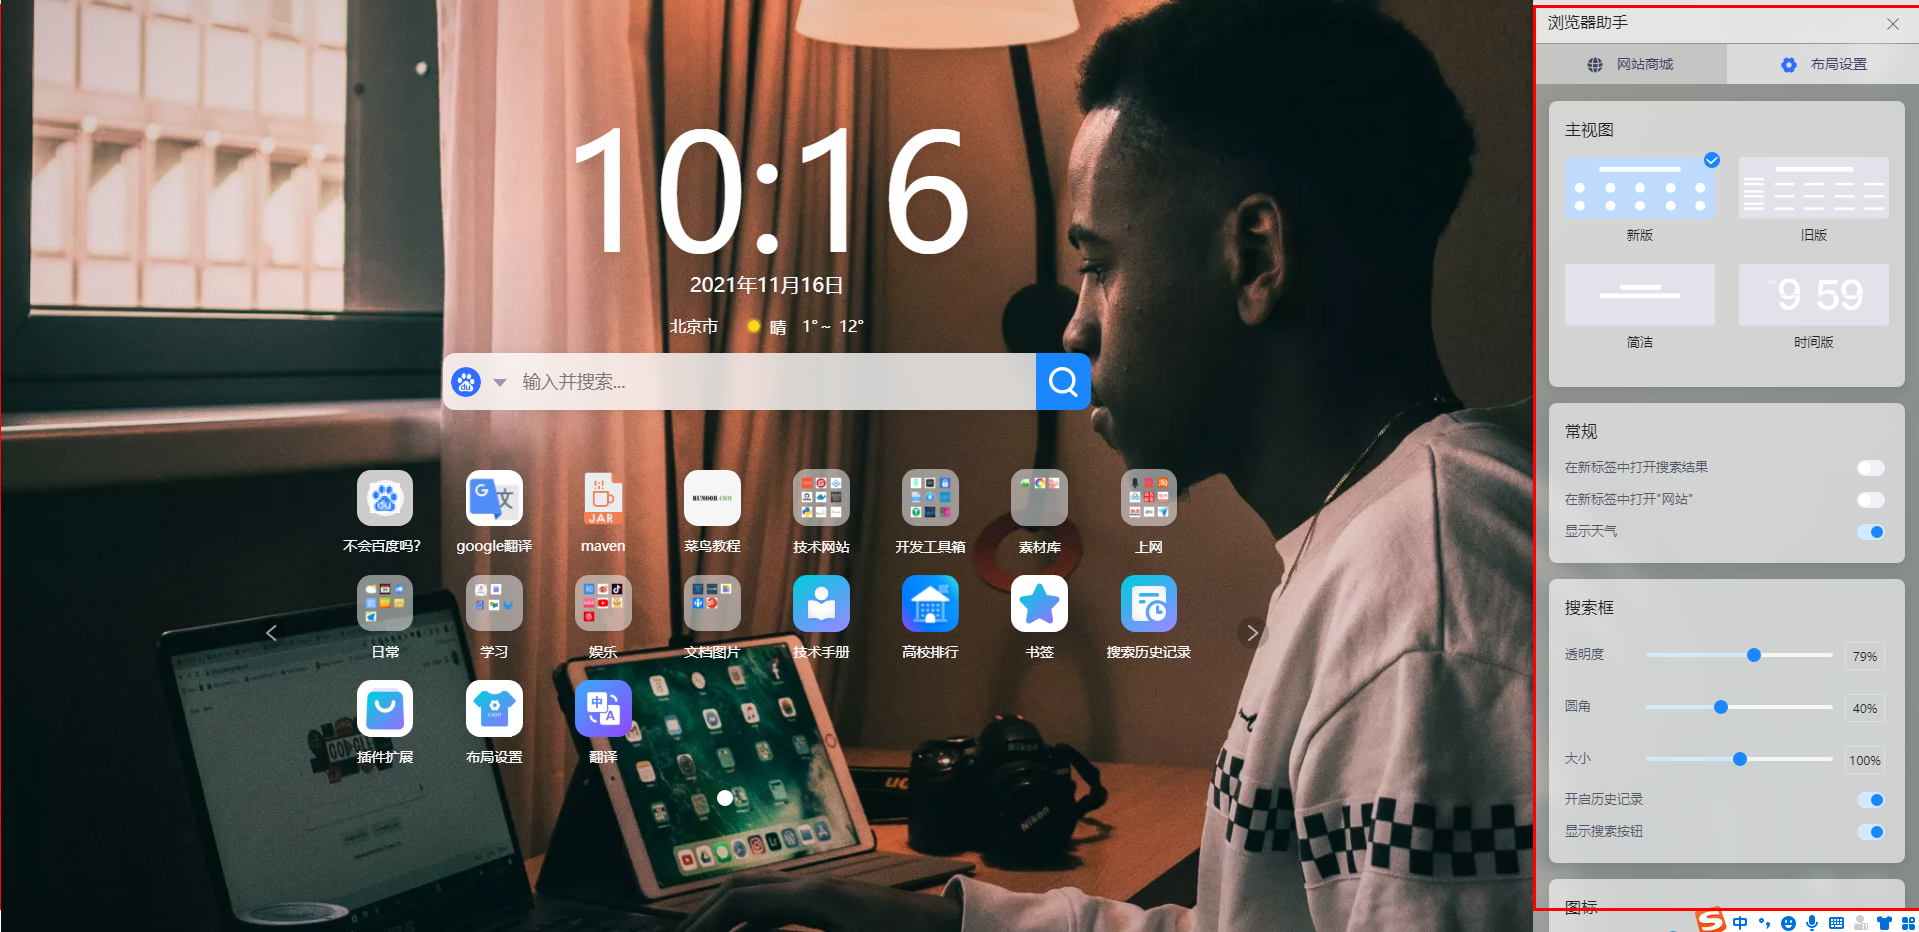 10:16
2021年11月16日
北京市 晴 1° ~ 12°
du
输入并搜索...
JAR
RUNOOB.COM
不会百度吗?
google翻译
maven
菜鸟教程
技术网站
开发工具箱
素材库
上网
日常
学习
娱乐
文档图片
技术手册
高校排行
书签
搜索历史记录
CSDN
中
A
插件扩展
布局设置
翻译
Nikon
Nikon
浏览器助手
网站商城
布局设置
主视图
新版
旧版
9 59
简洁
时间版
常规
在新标签中打开搜索结果
在新标签中打开"网站"
显示天气
搜索框
透明度 79%
圆角 40%
大小 100%
开启历史记录
显示搜索按钮
图标
中